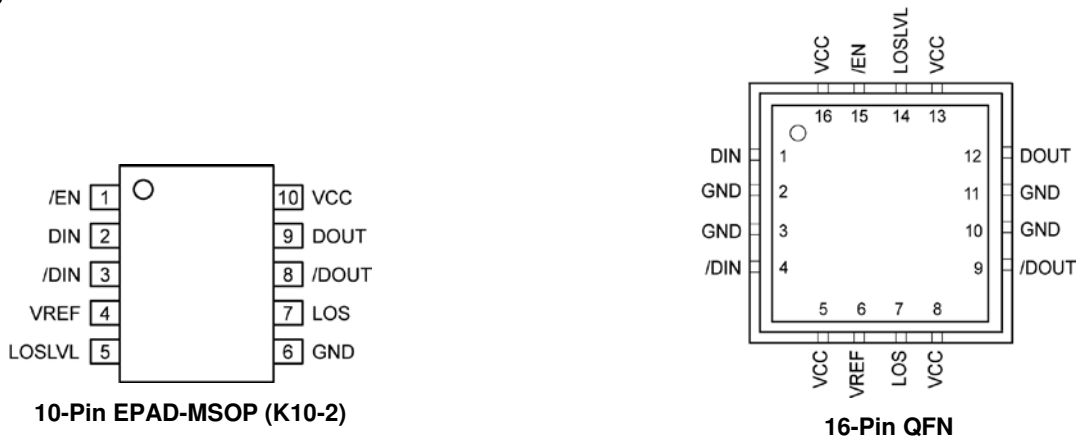 /EN 1 10 VCC
DIN 2 9 DOUT
/DIN 3 8 /DOUT
VREF 4 7 LOS
LOSLVL 5 6 GND
10-Pin EPAD-MSOP (K10-2)
VCC /EN LOSLVL VCC
16 15 14 13
DIN 1 12 DOUT
GND 2 11 GND
GND 3 10 GND
/DIN 4 9 /DOUT
5 6 7 8
VCC VREF LOS VCC
16-Pin QFN